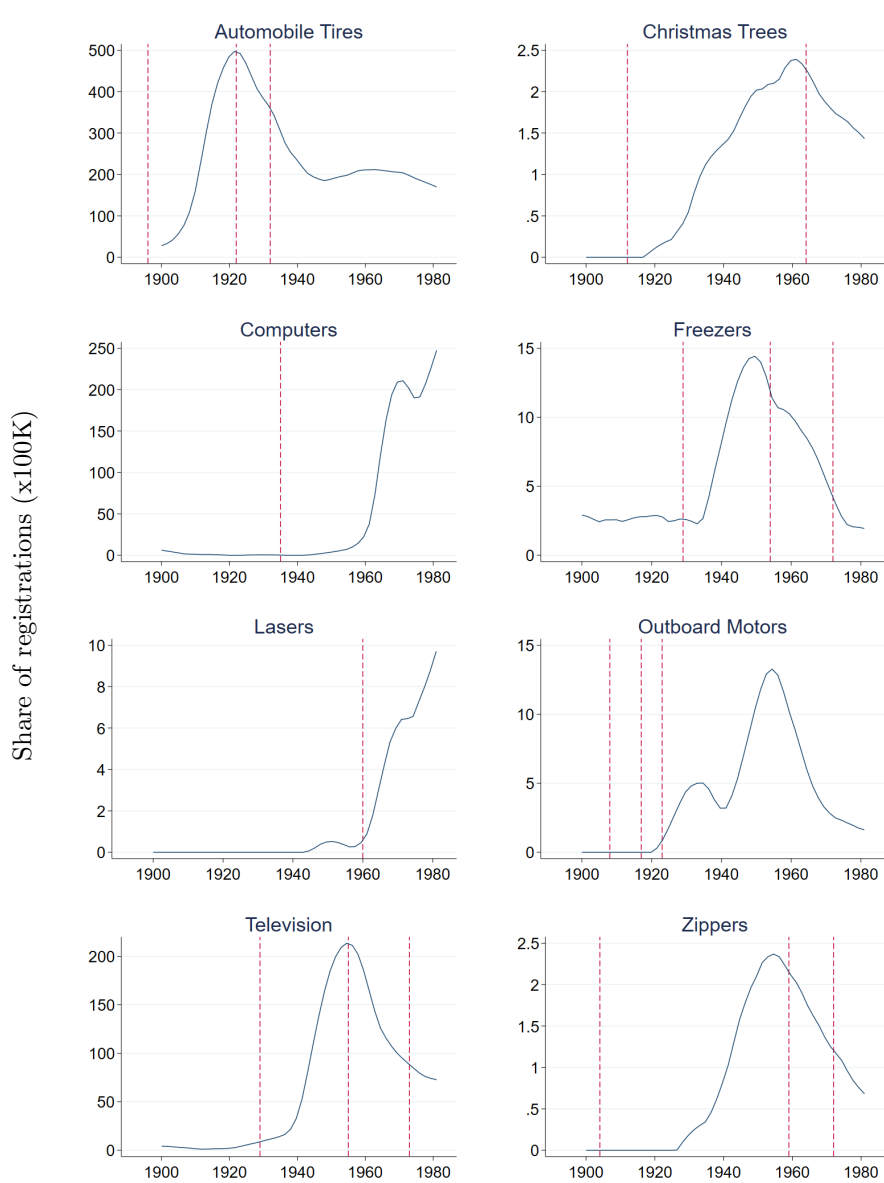 Share of registrations (x100K)
Automobile Tires
500
400
300
200
100
0
1900 1920 1940 1960 1980
Christmas Trees
2.5
2
1.5
1
.5
0
1900 1920 1940 1960 1980
Computers
250
200
150
100
50
0
1900 1920 1940 1960 1980
Freezers
15
10
5
0
1900 1920 1940 1960 1980
Lasers
10
8
6
4
2
0
1900 1920 1940 1960 1980
Outboard Motors
15
10
5
0
1900 1920 1940 1960 1980
Television
200
150
100
50
0
1900 1920 1940 1960 1980
Zippers
2.5
2
1.5
1
.5
0
1900 1920 1940 1960 1980